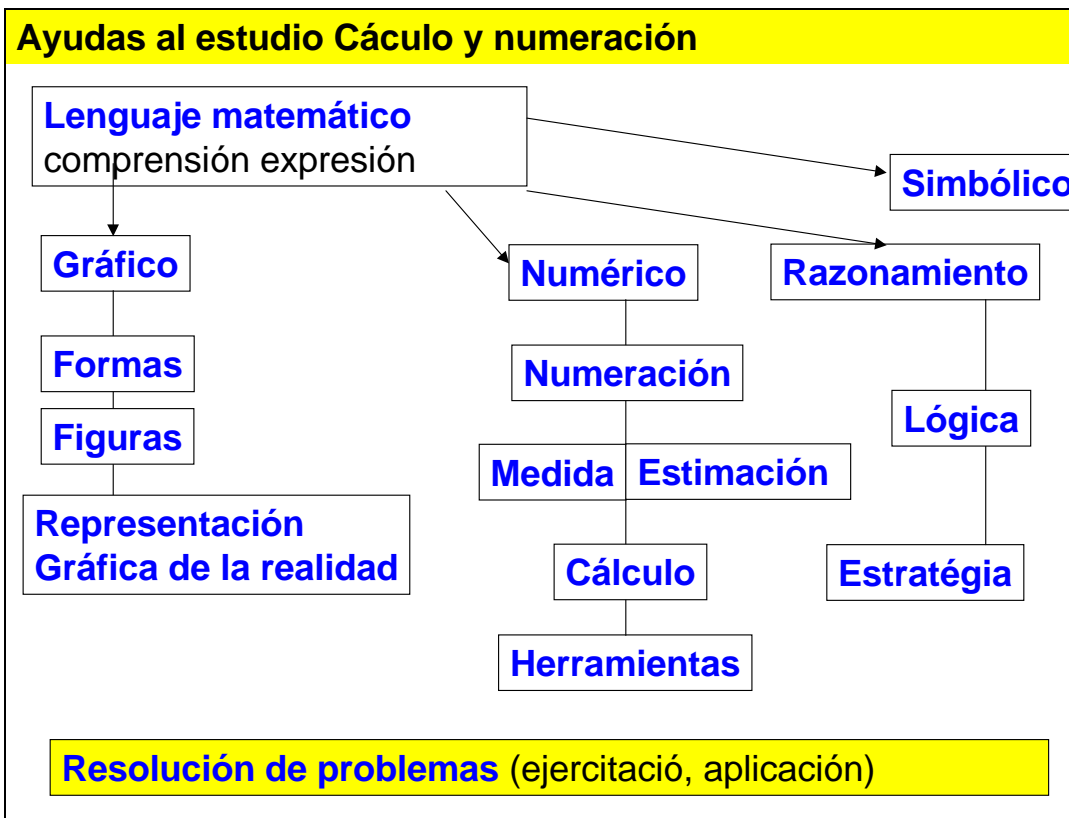 Ayudas al estudio Cáculo y numeración
Lenguaje matemático
comprensión expresión
Simbólico
Gráfico
Numérico
Razonamiento
Formas
Numeración
Figuras
Lógica
Medida
Estimación
Representación
Gráfica de la realidad
Cálculo
Estratégia
Herramientas
Resolución de problemas (ejercitació, aplicación)